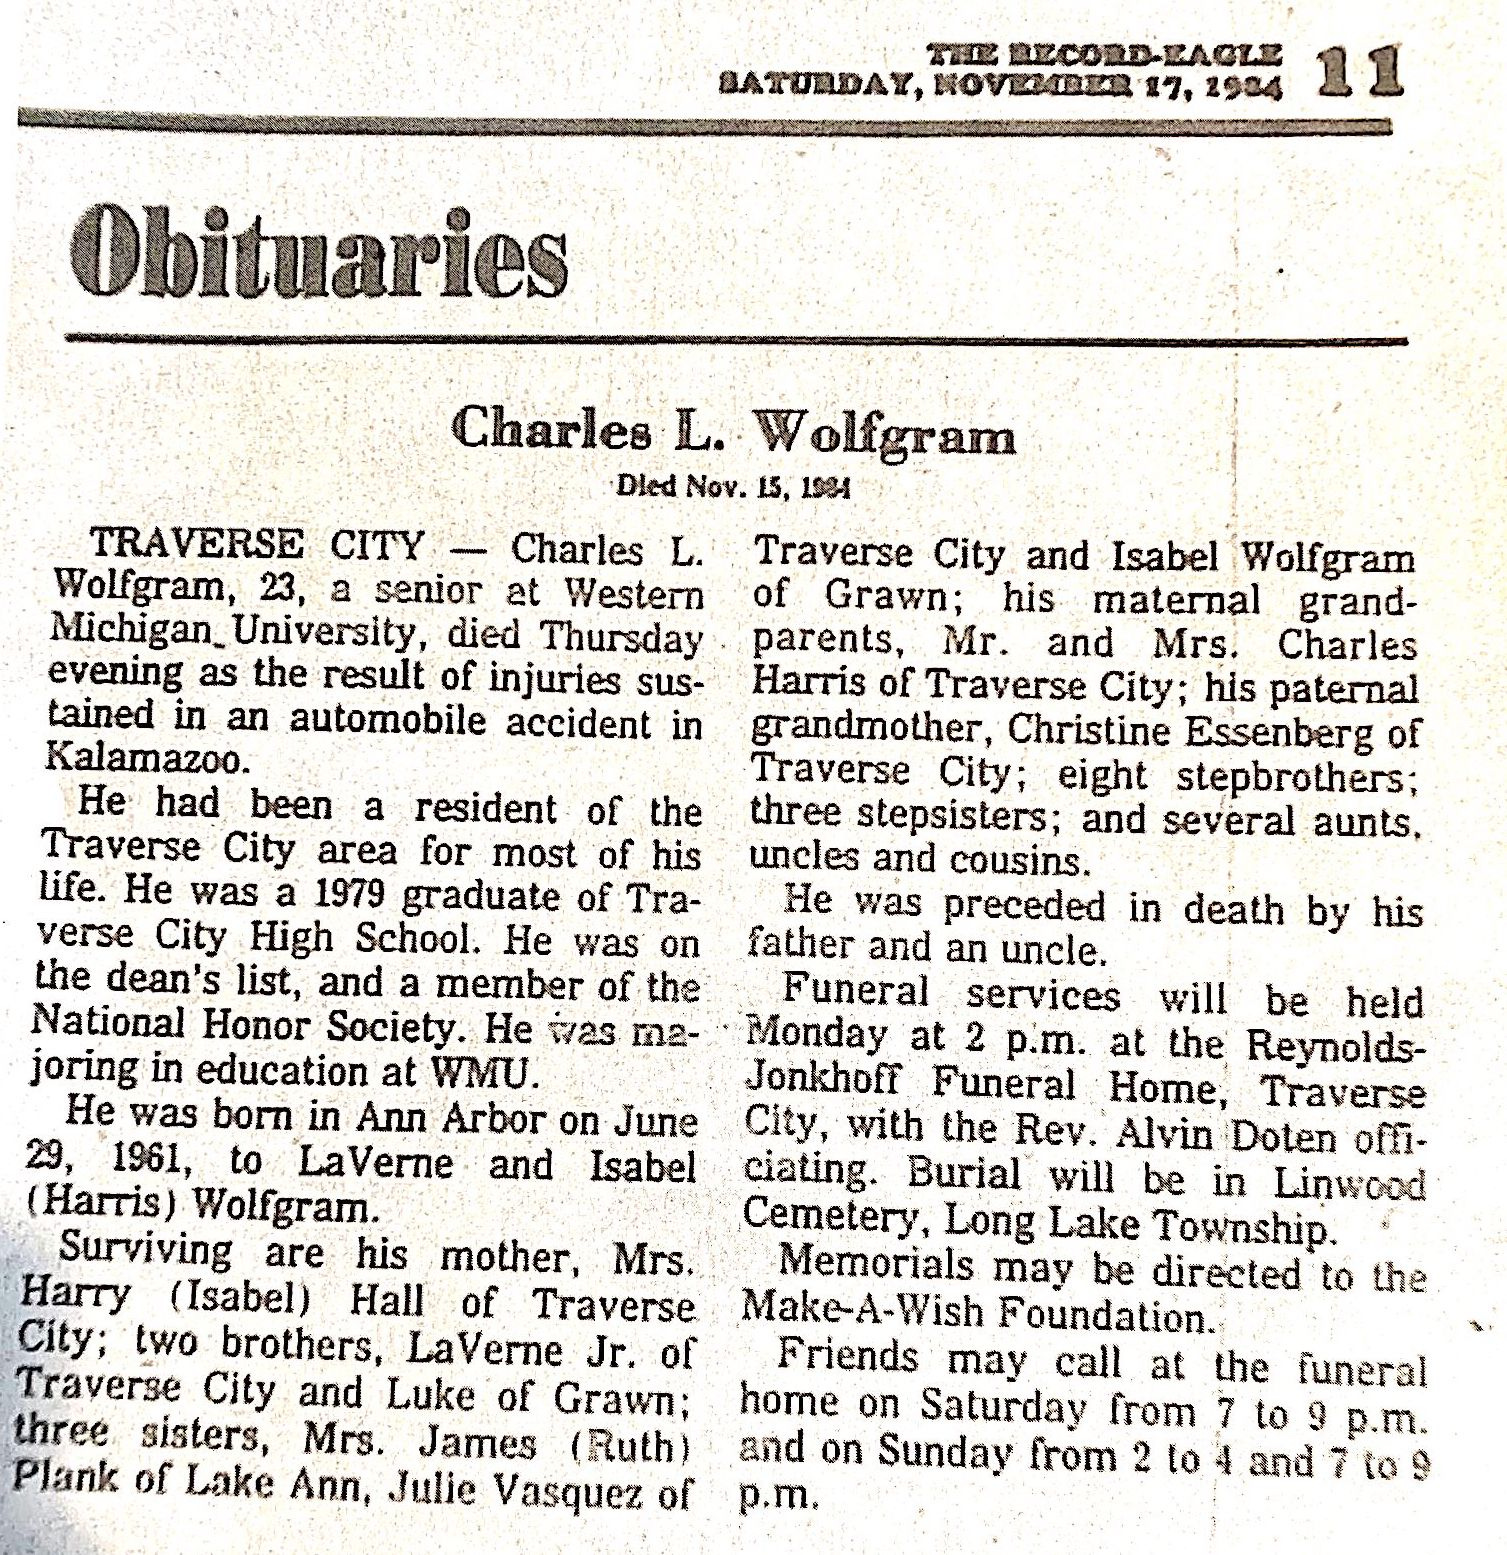 THE RECORD-EAGLE
SATURDAY, NOVEMBER 17, 1984 11
Obituaries
Charles L. Wolfgram
Died Nov. 15, 1984
TRAVERSE CITY — Charles L.
Wolfgram, 23, a senior at Western
Michigan University, died Thursday
evening as the result of injuries sus-
tained in an automobile accident in
Kalamazoo.
He had been a resident of the
Traverse City area for most of his
life. He was a 1979 graduate of Tra-
verse City High School. He was on
the dean's list, and a member of the
National Honor Society. He was ma-
joring in education at WMU.
He was born in Ann Arbor on June
29, 1961, to LaVerne and Isabel
(Harris) Wolfgram.
Surviving are his mother, Mrs.
Harry (Isabel) Hall of Traverse
City; two brothers, LaVerne Jr. of
Traverse City and Luke of Grawn;
three sisters, Mrs. James (Ruth)
Plank of Lake Ann, Julie Vasquez of
Traverse City and Isabel Wolfgram
of Grawn; his maternal grand-
parents, Mr. and Mrs. Charles
Harris of Traverse City; his paternal
grandmother, Christine Essenberg of
Traverse City; eight stepbrothers;
three stepsisters; and several aunts,
uncles and cousins.
He was preceded in death by his
father and an uncle.
Funeral services will be held
Monday at 2 p.m. at the Reynolds-
Jonkhoff Funeral Home, Traverse
City, with the Rev. Alvin Doten offi-
ciating. Burial will be in Linwood
Cemetery, Long Lake Township.
Memorials may be directed to the
Make-A-Wish Foundation.
Friends may call at the funeral
home on Saturday from 7 to 9 p.m.
and on Sunday from 2 to 4 and 7 to 9
p.m.